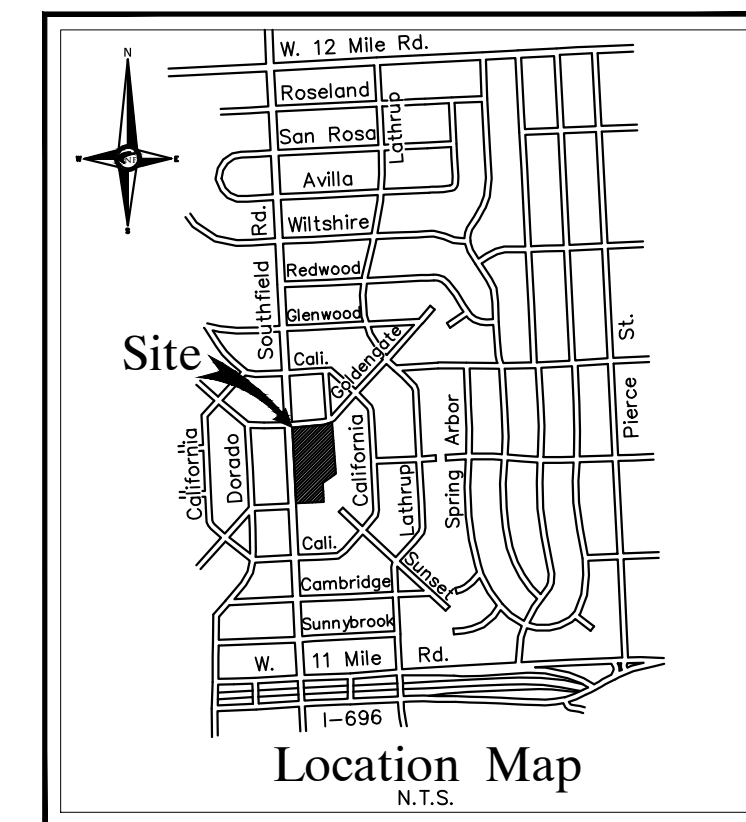 N
W. 12 Mile Rd.
Roseland
Lathrup
San Rosa
W
NF
E
Avilla
S
Rd.
Wiltshire
Redwood
Southfield
Glenwood
St.
Site
Cali.
Goldengate
Pierce
California
Dorado
California
Lathrup
Spring Arbor
Cali.
Sunset
Cambridge
Sunnybrook
W. 11 Mile Rd.
I-696
Location Map
N.T.S.